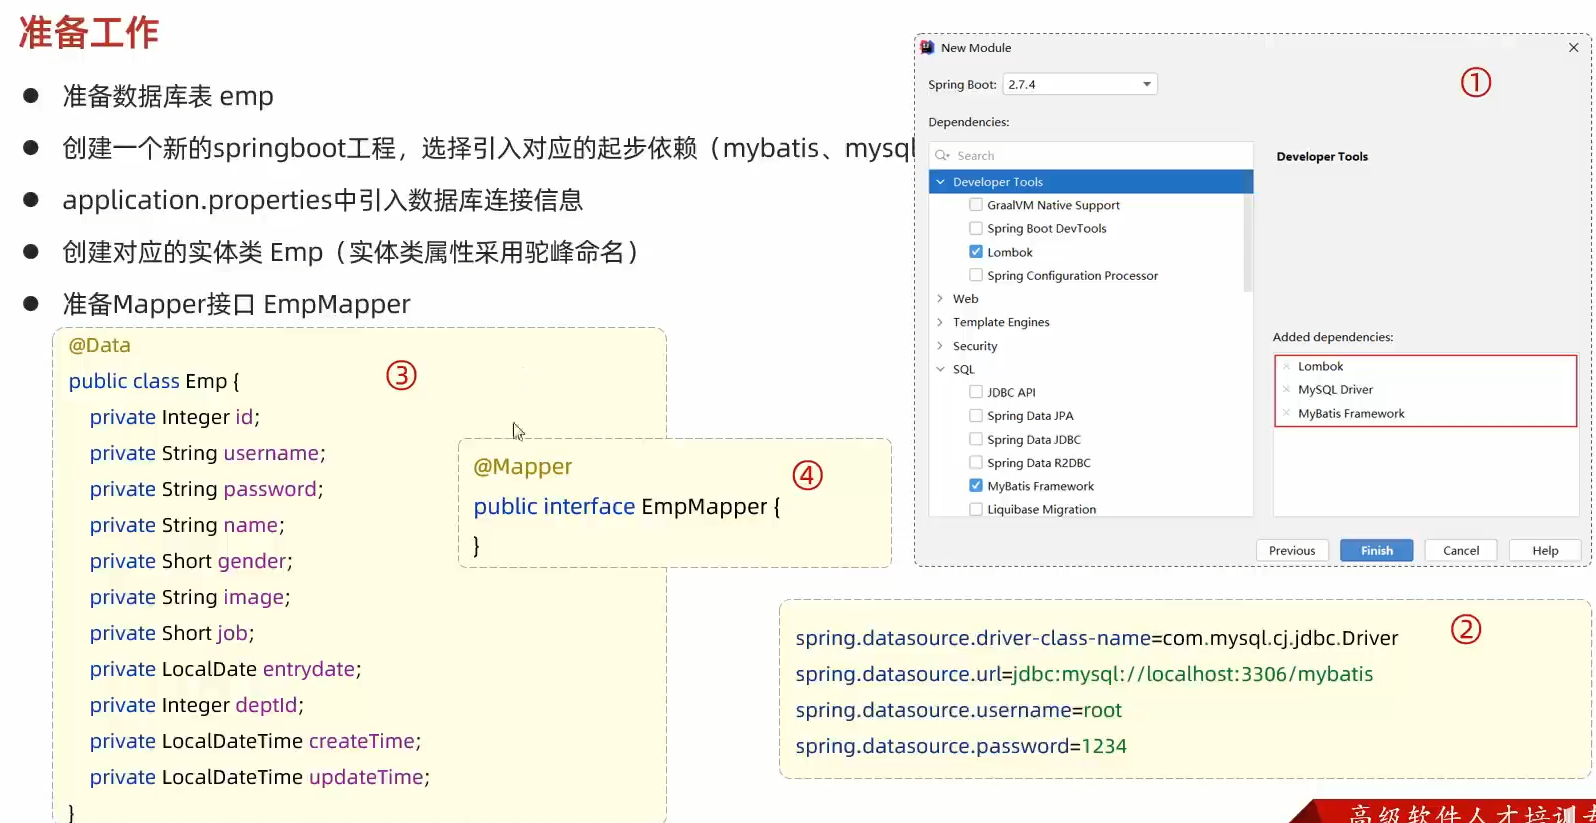 准备工作
准备数据库表 emp
创建一个新的springboot工程，选择引入对应的起步依赖（mybatis、mysql
application.properties中引入数据库连接信息
创建对应的实体类 Emp（实体类属性采用驼峰命名）
准备Mapper接口 EmpMapper
@Data
public class Emp {
③
private Integer id;
private String username;
private String password;
private String name;
private Short gender;
private String image;
private Short job;
private LocalDate entrydate;
private Integer deptId;
private LocalDateTime createTime;
private LocalDateTime updateTime;
}
@Mapper
④
public interface EmpMapper {
}
New Module
Spring Boot: 2.7.4
①
Dependencies:
Search
Developer Tools
GraalVM Native Support
Spring Boot DevTools
Lombok
Spring Configuration Processor
Web
Template Engines
Security
SQL
JDBC API
Spring Data JPA
Spring Data JDBC
Spring Data R2DBC
MyBatis Framework
Liquibase Migration
Developer Tools
Added dependencies:
Lombok
MySQL Driver
MyBatis Framework
Previous Finish Cancel Help
②
spring.datasource.driver-class-name=com.mysql.cj.jdbc.Driver
spring.datasource.url=jdbc:mysql://localhost:3306/mybatis
spring.datasource.username=root
spring.datasource.password=1234
高级软件人才培训